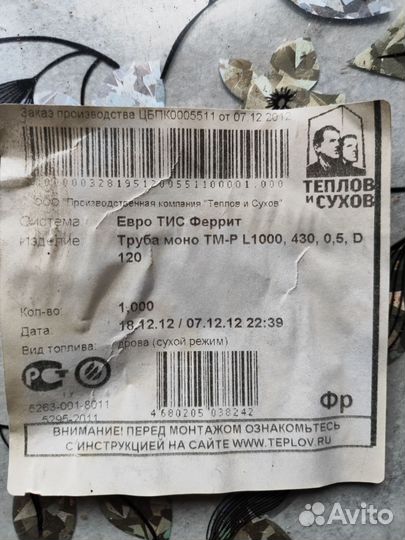 Заказ производства ЦБПК0005511 от 07.12.2012
ООО "Производственная компания "Теплов и Сухов"
ТЕПЛОВ
И СУХОВ
Система Евро ТИС Феррит
Изделие Труба моно ТМ-Р L1000, 430, 0,5, D
120
Кол-во: 1,000
Дата: 18.12.12 / 07.12.12 22:39
Вид топлива: дрова (сухой режим)
5263-001-8011
5295-2011
4 680205 038242
Фр
ВНИМАНИЕ! ПЕРЕД МОНТАЖОМ ОЗНАКОМЬТЕСЬ
С ИНСТРУКЦИЕЙ НА САЙТЕ WWW.TEPLOV.RU
Avito